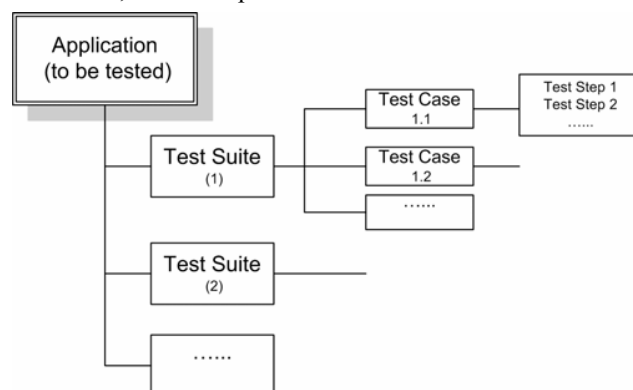 Application
(to be tested)
Test Suite
(1)
Test Case
1.1
Test Step 1
Test Step 2
......
Test Case
1.2
......
Test Suite
(2)
......